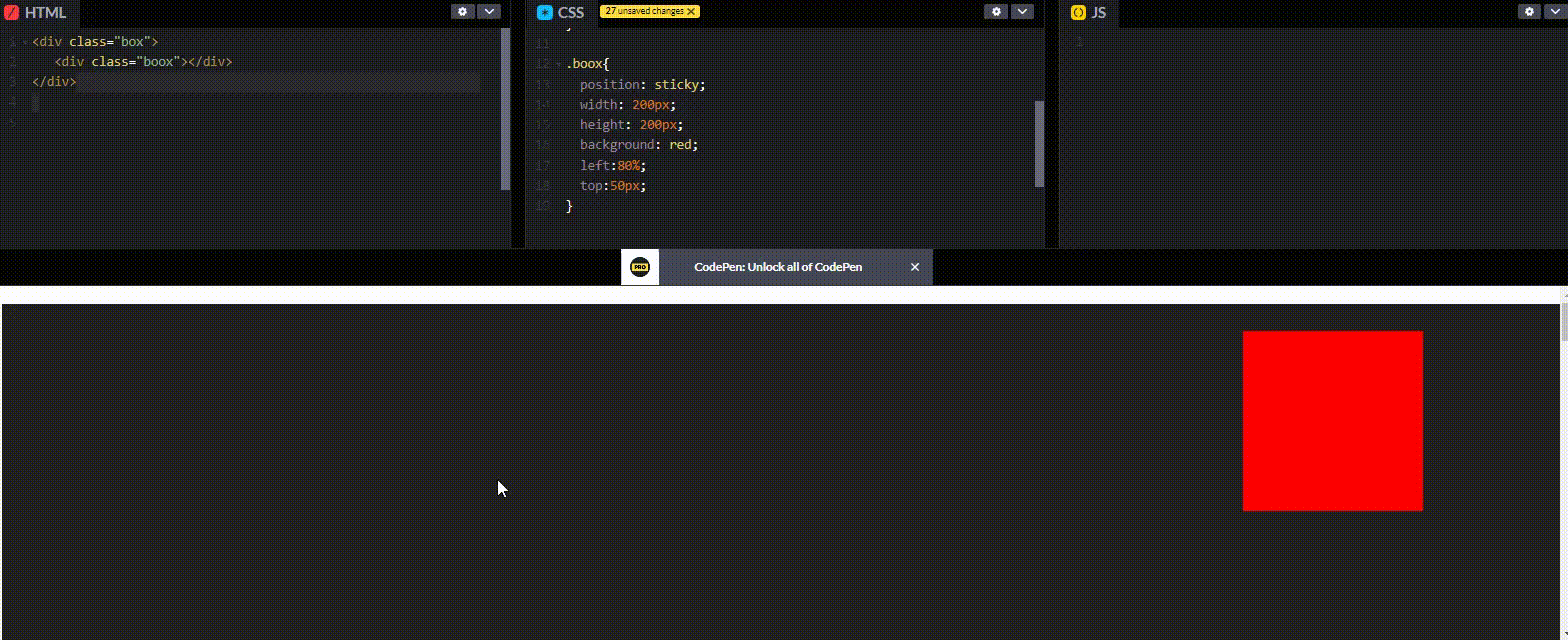 HTML
1 <div class="box">
2 <div class="boox"></div>
3 </div>
4
5
CSS
27 unsaved changes
11
12 .boox{
13 position: sticky;
14 width: 200px;
15 height: 200px;
16 background: red;
17 left:80%;
18 top:50px;
19 }
JS
1
PRO
CodePen: Unlock all of CodePen